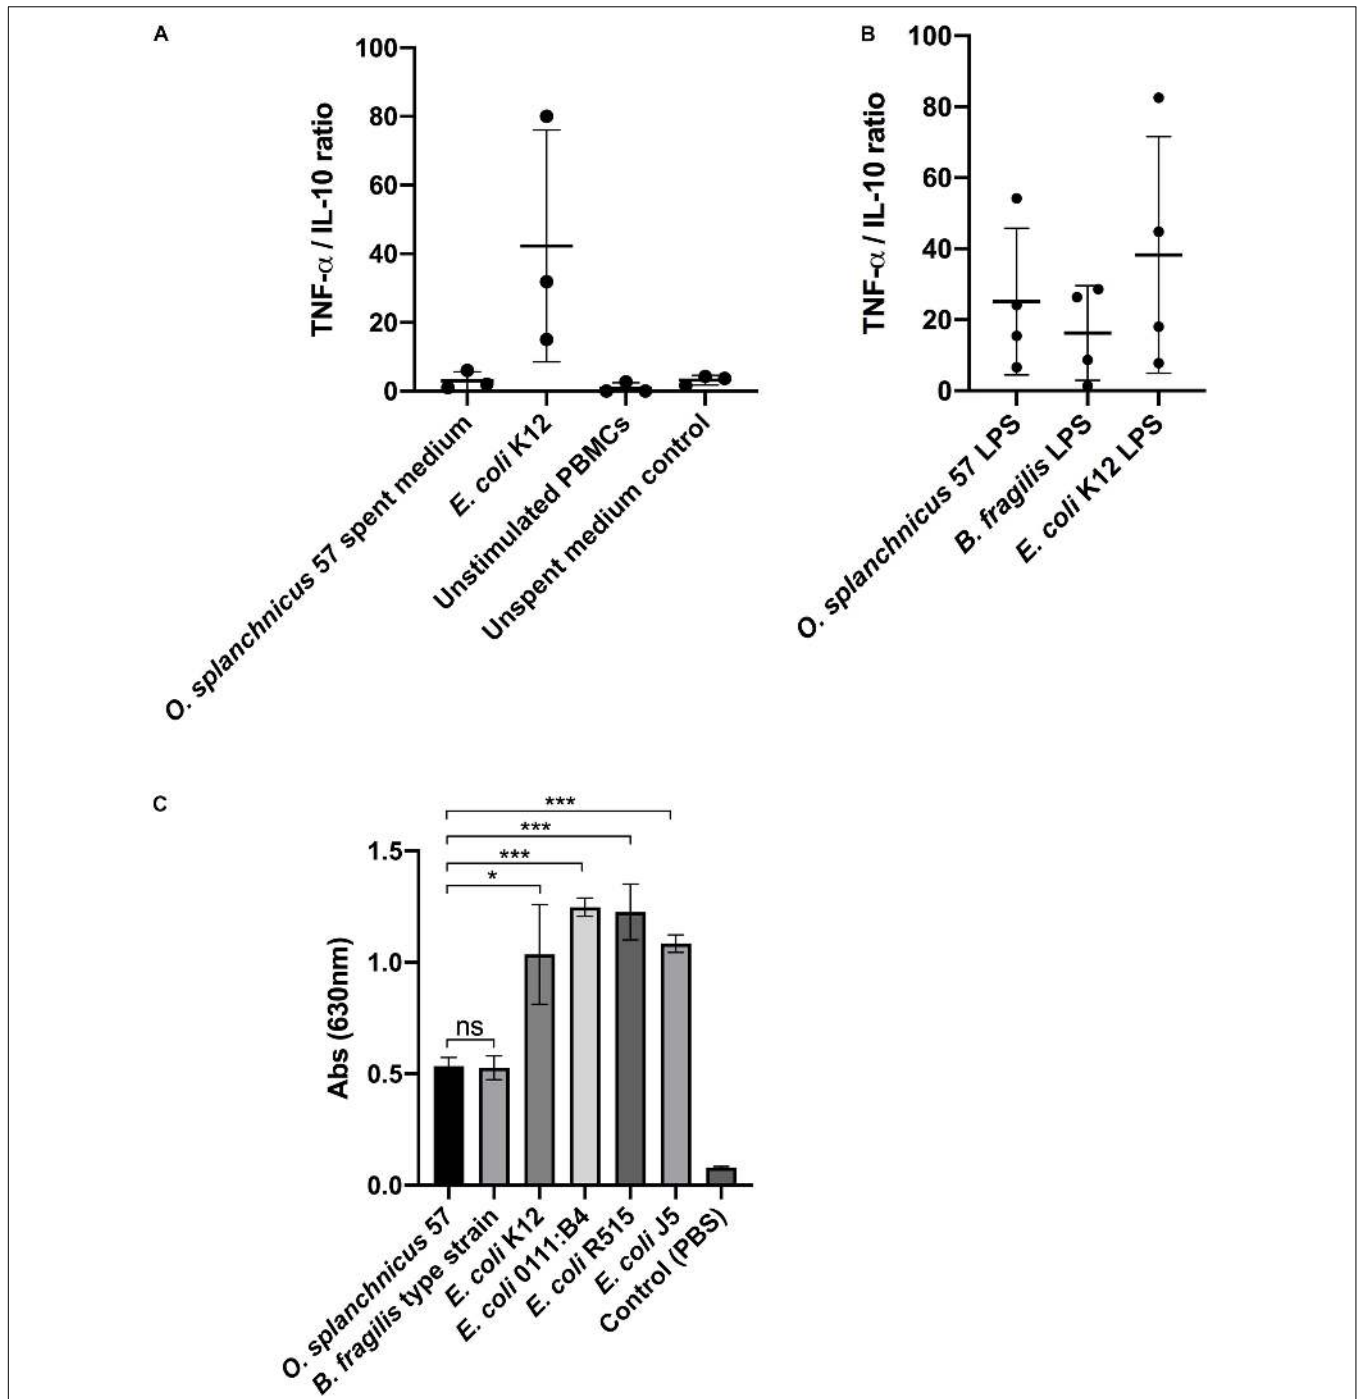 A
100
80
60
40
20
0
TNF-α / IL-10 ratio
O. splanchnicus 57 spent medium
E. coli K12
Unstimulated PBMCs
Unspent medium control
B
100
80
60
40
20
0
TNF-α / IL-10 ratio
O. splanchnicus 57 LPS
B. fragilis LPS
E. coli K12 LPS
C
***
***
***
*
ns
1.5
1.0
0.5
0.0
Abs (630nm)
O. splanchnicus 57
B. fragilis type strain
E. coli K12
E. coli 0111:B4
E. coli R515
E. coli J5
Control (PBS)